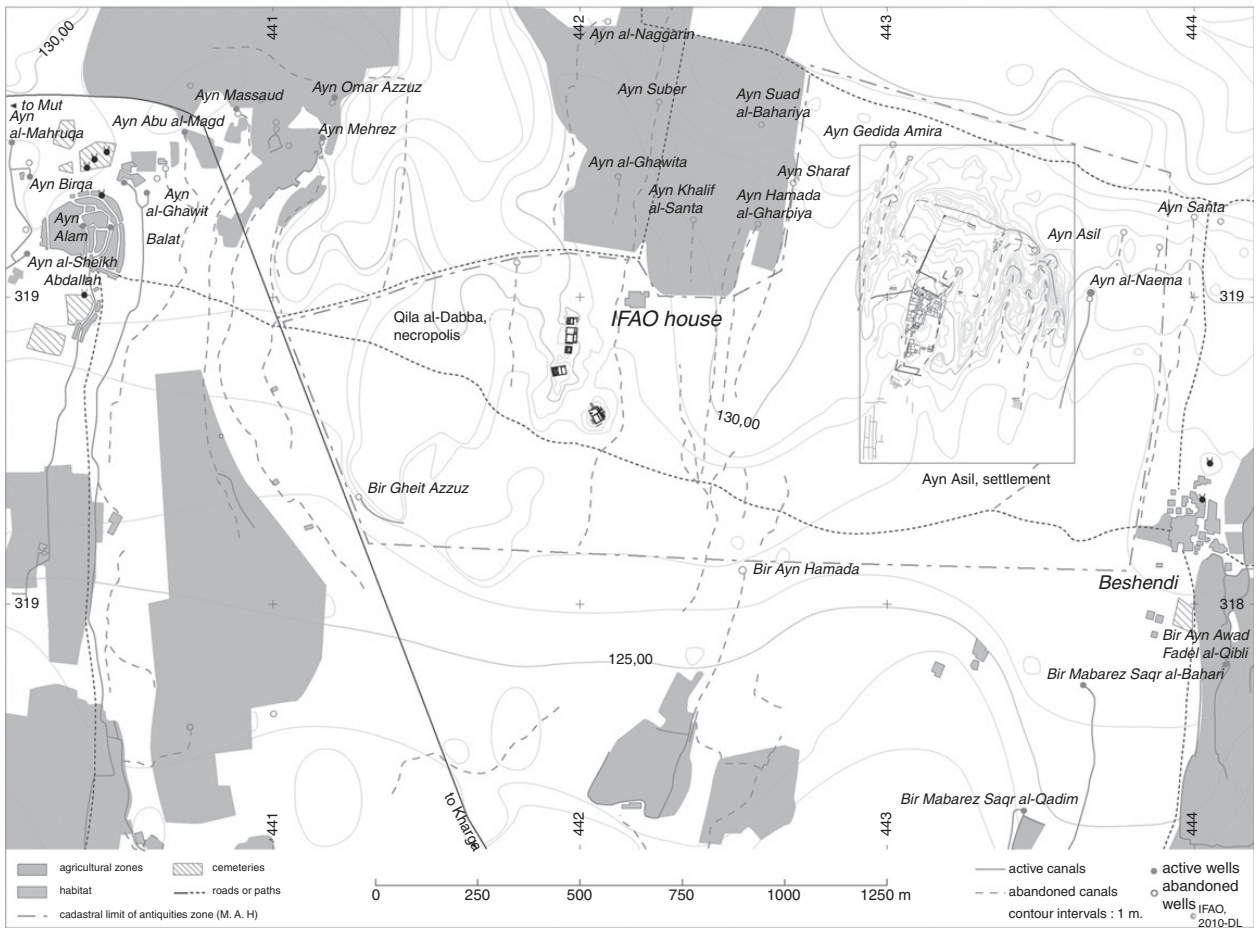 441
442
443
444
130,00
Ayn al-Naggarin
to Mut
Ayn
al-Mahruqa
Ayn Massaud
Ayn Omar Azzuz
Ayn Abu al-Magd
Ayn Mehrez
Ayn Suber
Ayn Suad
al-Bahariya
Ayn Gedida Amira
Ayn Birqa
Ayn
al-Ghawit
Ayn al-Ghawita
Ayn Khalif
al-Santa
Ayn Sharaf
Ayn Hamada
al-Gharbiya
Ayn Santa
Ayn
Alam
Balat
Ayn Asil
Ayn al-Sheikh
Abdallah
Ayn al-Naema
319
319
Qila al-Dabba,
necropolis
IFAO house
130,00
Ayn Asil, settlement
Bir Gheit Azzuz
Bir Ayn Hamada
Beshendi
319
318
125,00
Bir Ayn Awad
Fadel al-Qibli
Bir Mabarez Saqr al-Bahari
Bir Mabarez Saqr al-Qadim
to Kharga
441
442
443
444
agricultural zones
cemeteries
habitat
roads or paths
cadastral limit of antiquities zone (M. A. H)
0 250 500 750 1000 1250 m
active canals
abandoned canals
contour intervals : 1 m.
active wells
abandoned
wells
IFAO,
2010-DL